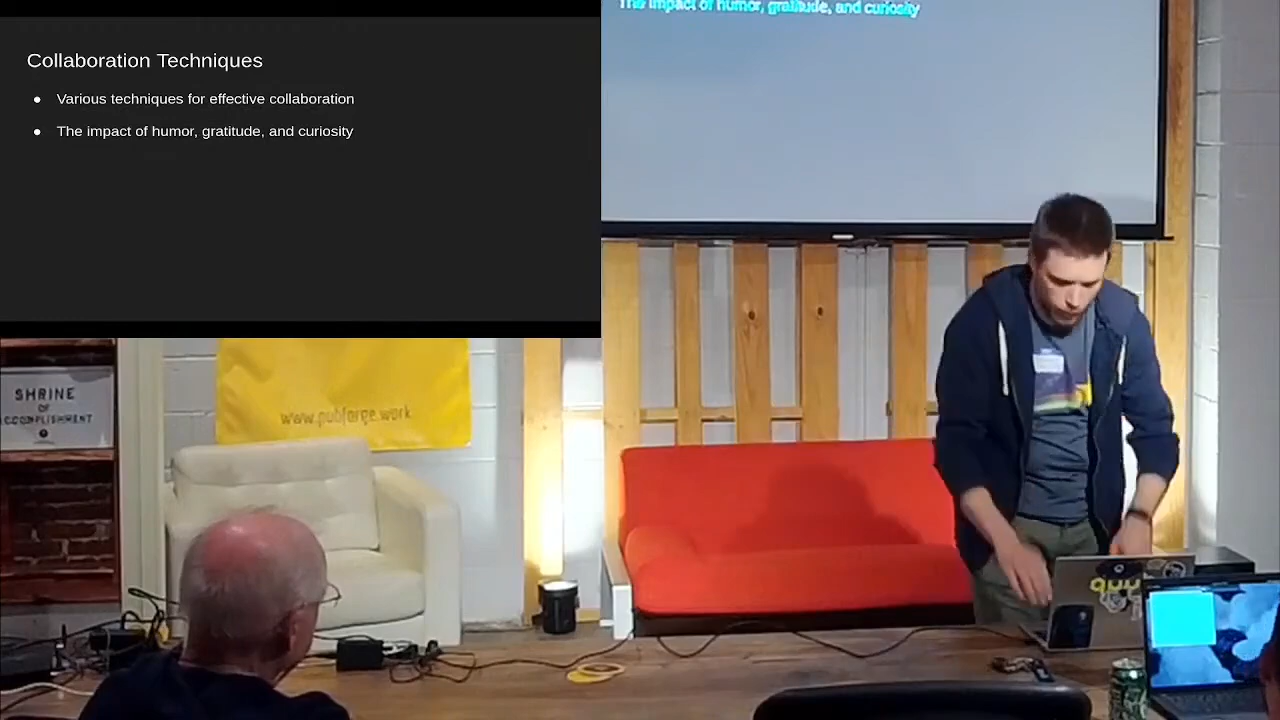 Collaboration Techniques
Various techniques for effective collaboration
The impact of humor, gratitude, and curiosity
The impact of humor, gratitude, and curiosity
SHRINE
OF
ACCOMPLISHMENT
www.pubforge.work